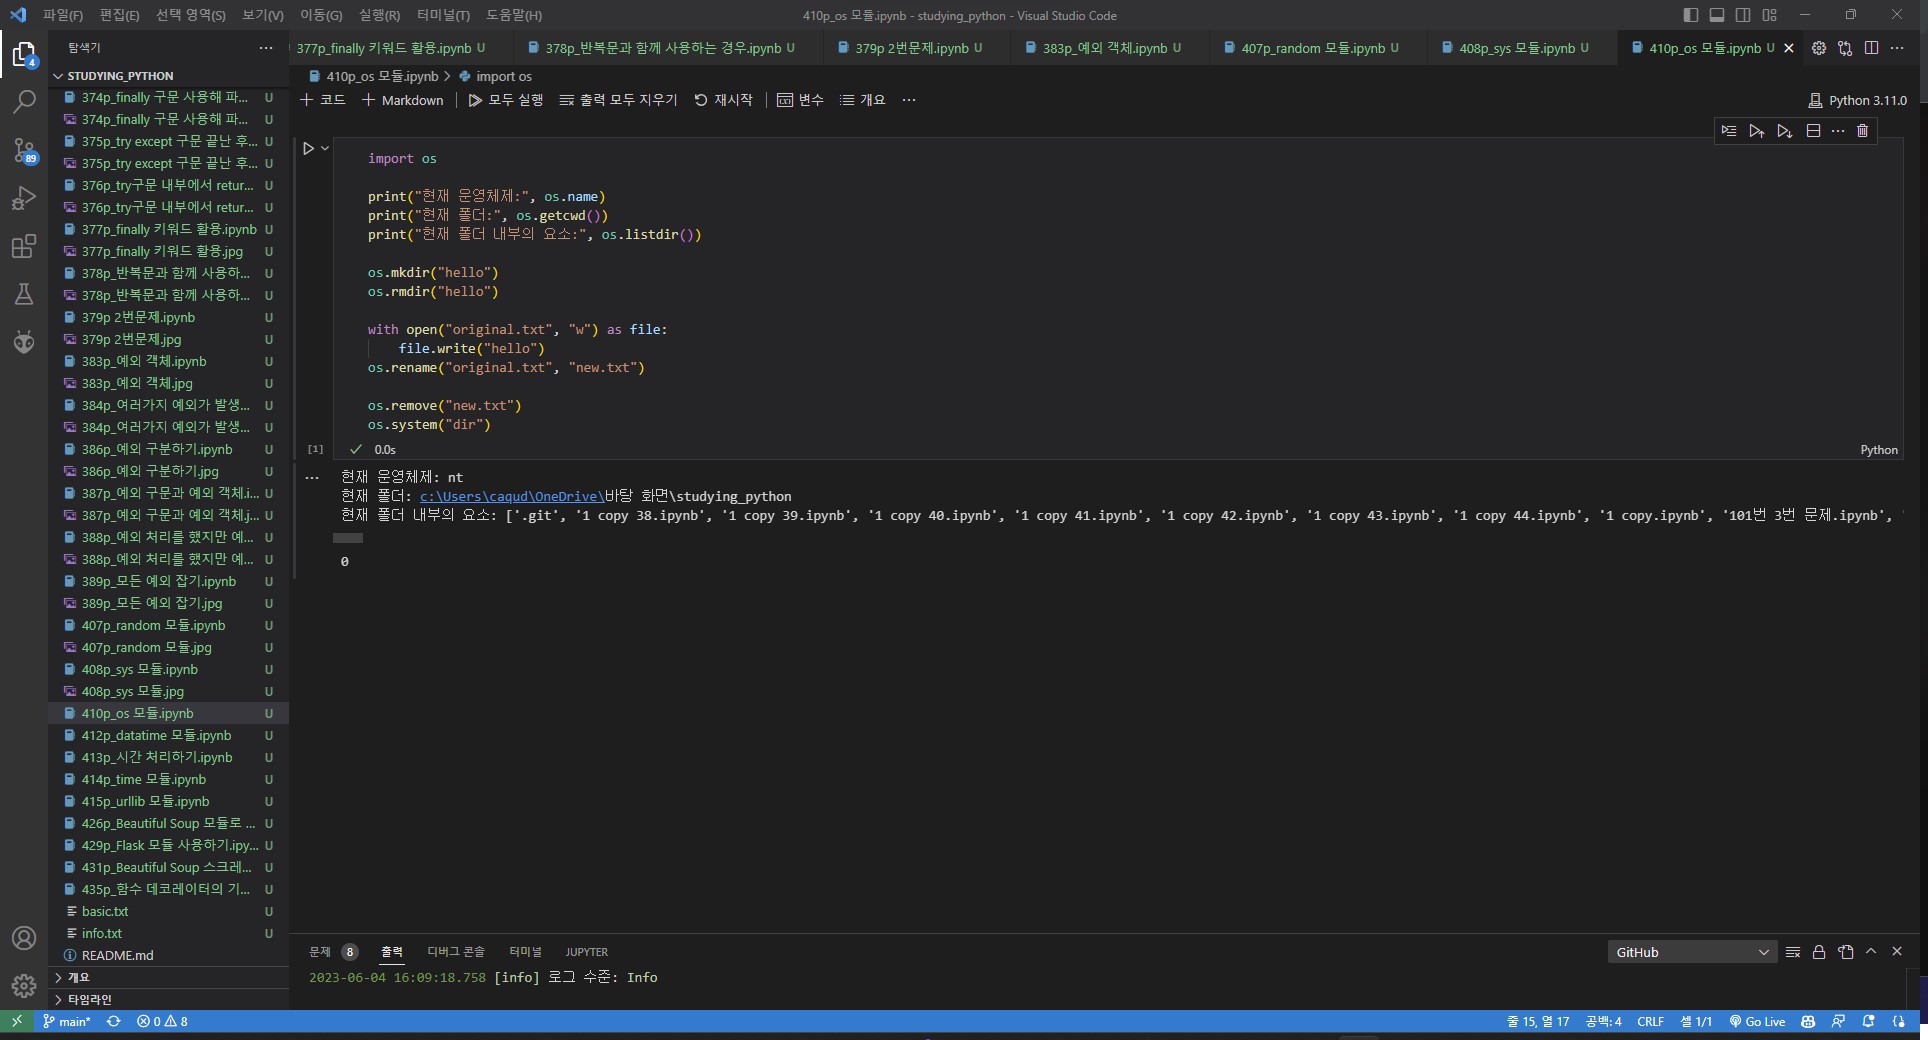 파일(F) 편집(E) 선택 영역(S) 보기(V) 이동(G) 실행(R) 터미널(T) 도움말(H)
410p_os 모듈.ipynb - studying_python - Visual Studio Code
탐색기 ...
377p_finally 키워드 활용.ipynb U
378p_반복문과 함께 사용하는 경우.ipynb U
379p 2번문제.ipynb U
383p_예외 객체.ipynb U
407p_random 모듈.ipynb U
408p_sys 모듈.ipynb U
410p_os 모듈.ipynb U
STUDYING_PYTHON
374p_finally 구문 사용해 파... U
374p_finally 구문 사용해 파... U
375p_try except 구문 끝난 후... U
375p_try except 구문 끝난 후... U
376p_try구문 내부에서 retur... U
376p_try구문 내부에서 retur... U
377p_finally 키워드 활용.ipynb U
377p_finally 키워드 활용.jpg U
378p_반복문과 함께 사용하... U
378p_반복문과 함께 사용하... U
379p 2번문제.ipynb U
379p 2번문제.jpg U
383p_예외 객체.ipynb U
383p_예외 객체.jpg U
384p_여러가지 예외가 발생... U
384p_여러가지 예외가 발생... U
386p_예외 구분하기.ipynb U
386p_예외 구분하기.jpg U
387p_예외 구문과 예외 객체.i... U
387p_예외 구문과 예외 객체.j... U
388p_예외 처리를 했지만 예... U
388p_예외 처리를 했지만 예... U
389p_모든 예외 잡기.ipynb U
389p_모든 예외 잡기.jpg U
407p_random 모듈.ipynb U
407p_random 모듈.jpg U
408p_sys 모듈.ipynb U
408p_sys 모듈.jpg U
410p_os 모듈.ipynb U
412p_datatime 모듈.ipynb U
413p_시간 처리하기.ipynb U
414p_time 모듈.ipynb U
415p_urllib 모듈.ipynb U
426p_Beautiful Soup 모듈로 ... U
429p_Flask 모듈 사용하기.ipy... U
431p_Beautiful Soup 스크레... U
435p_함수 데코레이터의 기... U
basic.txt U
info.txt U
README.md
개요
타임라인
4
89
410p_os 모듈.ipynb > import os
코드 Markdown 모두 실행 출력 모두 지우기 재시작 변수 개요 ...
Python 3.11.0
import os
print("현재 운영체제:", os.name)
print("현재 폴더:", os.getcwd())
print("현재 폴더 내부의 요소:", os.listdir())
os.mkdir("hello")
os.rmdir("hello")
with open("original.txt", "w") as file:
file.write("hello")
os.rename("original.txt", "new.txt")
os.remove("new.txt")
os.system("dir")
[1] 0.0s Python
현재 운영체제: nt
현재 폴더: c:\Users\caqud\OneDrive\바탕 화면\studying_python
현재 폴더 내부의 요소: ['.git', '1 copy 38.ipynb', '1 copy 39.ipynb', '1 copy 40.ipynb', '1 copy 41.ipynb', '1 copy 42.ipynb', '1 copy 43.ipynb', '1 copy 44.ipynb', '1 copy.ipynb', '101번 3번 문제.ipynb', '
0
문제 8 출력 디버그 콘솔 터미널 JUPYTER
GitHub
2023-06-04 16:09:18.758 [info] 로그 수준: Info
main* 0 8
줄 15, 열 17 공백: 4 CRLF 셀 1/1 Go Live